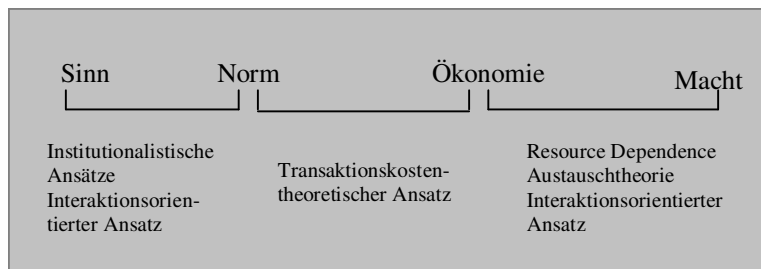 Sinn Norm Ökonomie Macht
Institutionalistische
Ansätze
Interaktionsorien-
tierter Ansatz
Transaktionskosten-
theoretischer Ansatz
Resource Dependence
Austauschtheorie
Interaktionsorientierter
Ansatz